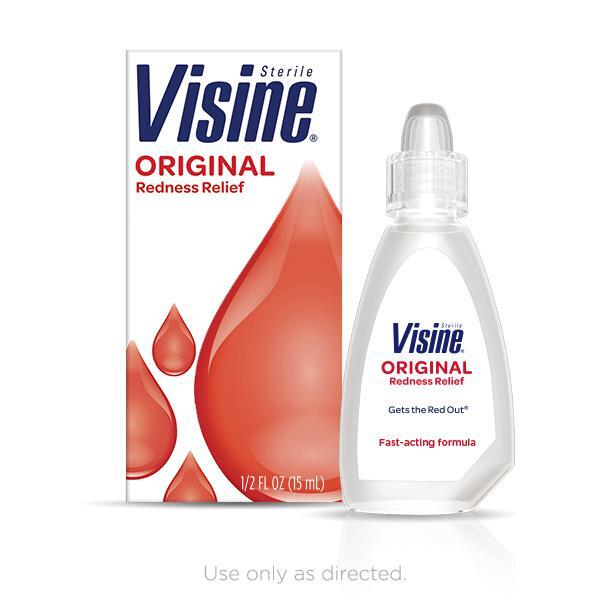 Sterile
Visine®
ORIGINAL
Redness Relief
1/2 FL OZ (15 mL)
Sterile
Visine®
ORIGINAL
Redness Relief
Gets the Red Out®
Fast-acting formula
Use only as directed.